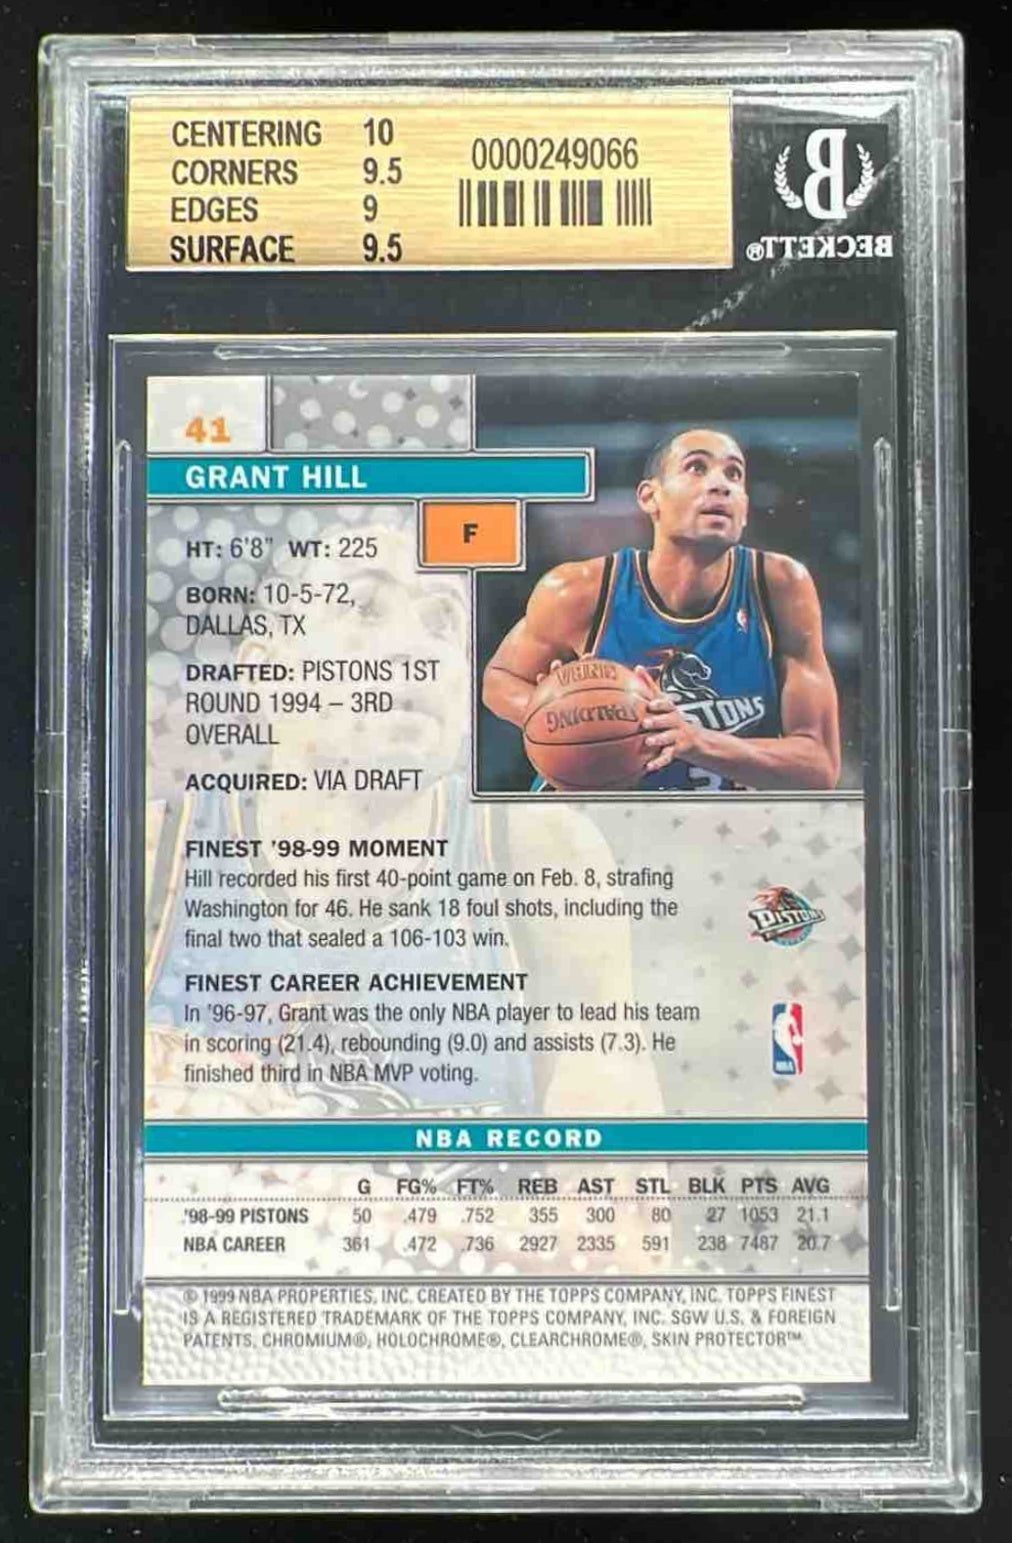 CENTERING 10
CORNERS 9.5
EDGES 9
SURFACE 9.5
0000249066
B
BECKETT®
41
GRANT HILL
F
HT: 6'8" WT: 225
BORN: 10-5-72,
DALLAS, TX
DRAFTED: PISTONS 1ST
ROUND 1994 – 3RD
OVERALL
ACQUIRED: VIA DRAFT
SPALDING
STONS
3
FINEST '98-99 MOMENT
Hill recorded his first 40-point game on Feb. 8, strafing
Washington for 46. He sank 18 foul shots, including the
final two that sealed a 106-103 win.
PISTONS
FINEST CAREER ACHIEVEMENT
In '96-97, Grant was the only NBA player to lead his team
in scoring (21.4), rebounding (9.0) and assists (7.3). He
finished third in NBA MVP voting.
NBA
NBA RECORD
G FG% FT% REB AST STL BLK PTS AVG
'98-99 PISTONS 50 .479 .752 355 300 80 27 1053 21.1
NBA CAREER 361 .472 .736 2927 2335 591 238 7487 20.7
© 1999 NBA PROPERTIES, INC. CREATED BY THE TOPPS COMPANY, INC. TOPPS FINEST
IS A REGISTERED TRADEMARK OF THE TOPPS COMPANY, INC. SGW U.S. & FOREIGN
PATENTS, CHROMIUM®, HOLOCHROME®, CLEARCHROME®, SKIN PROTECTOR™